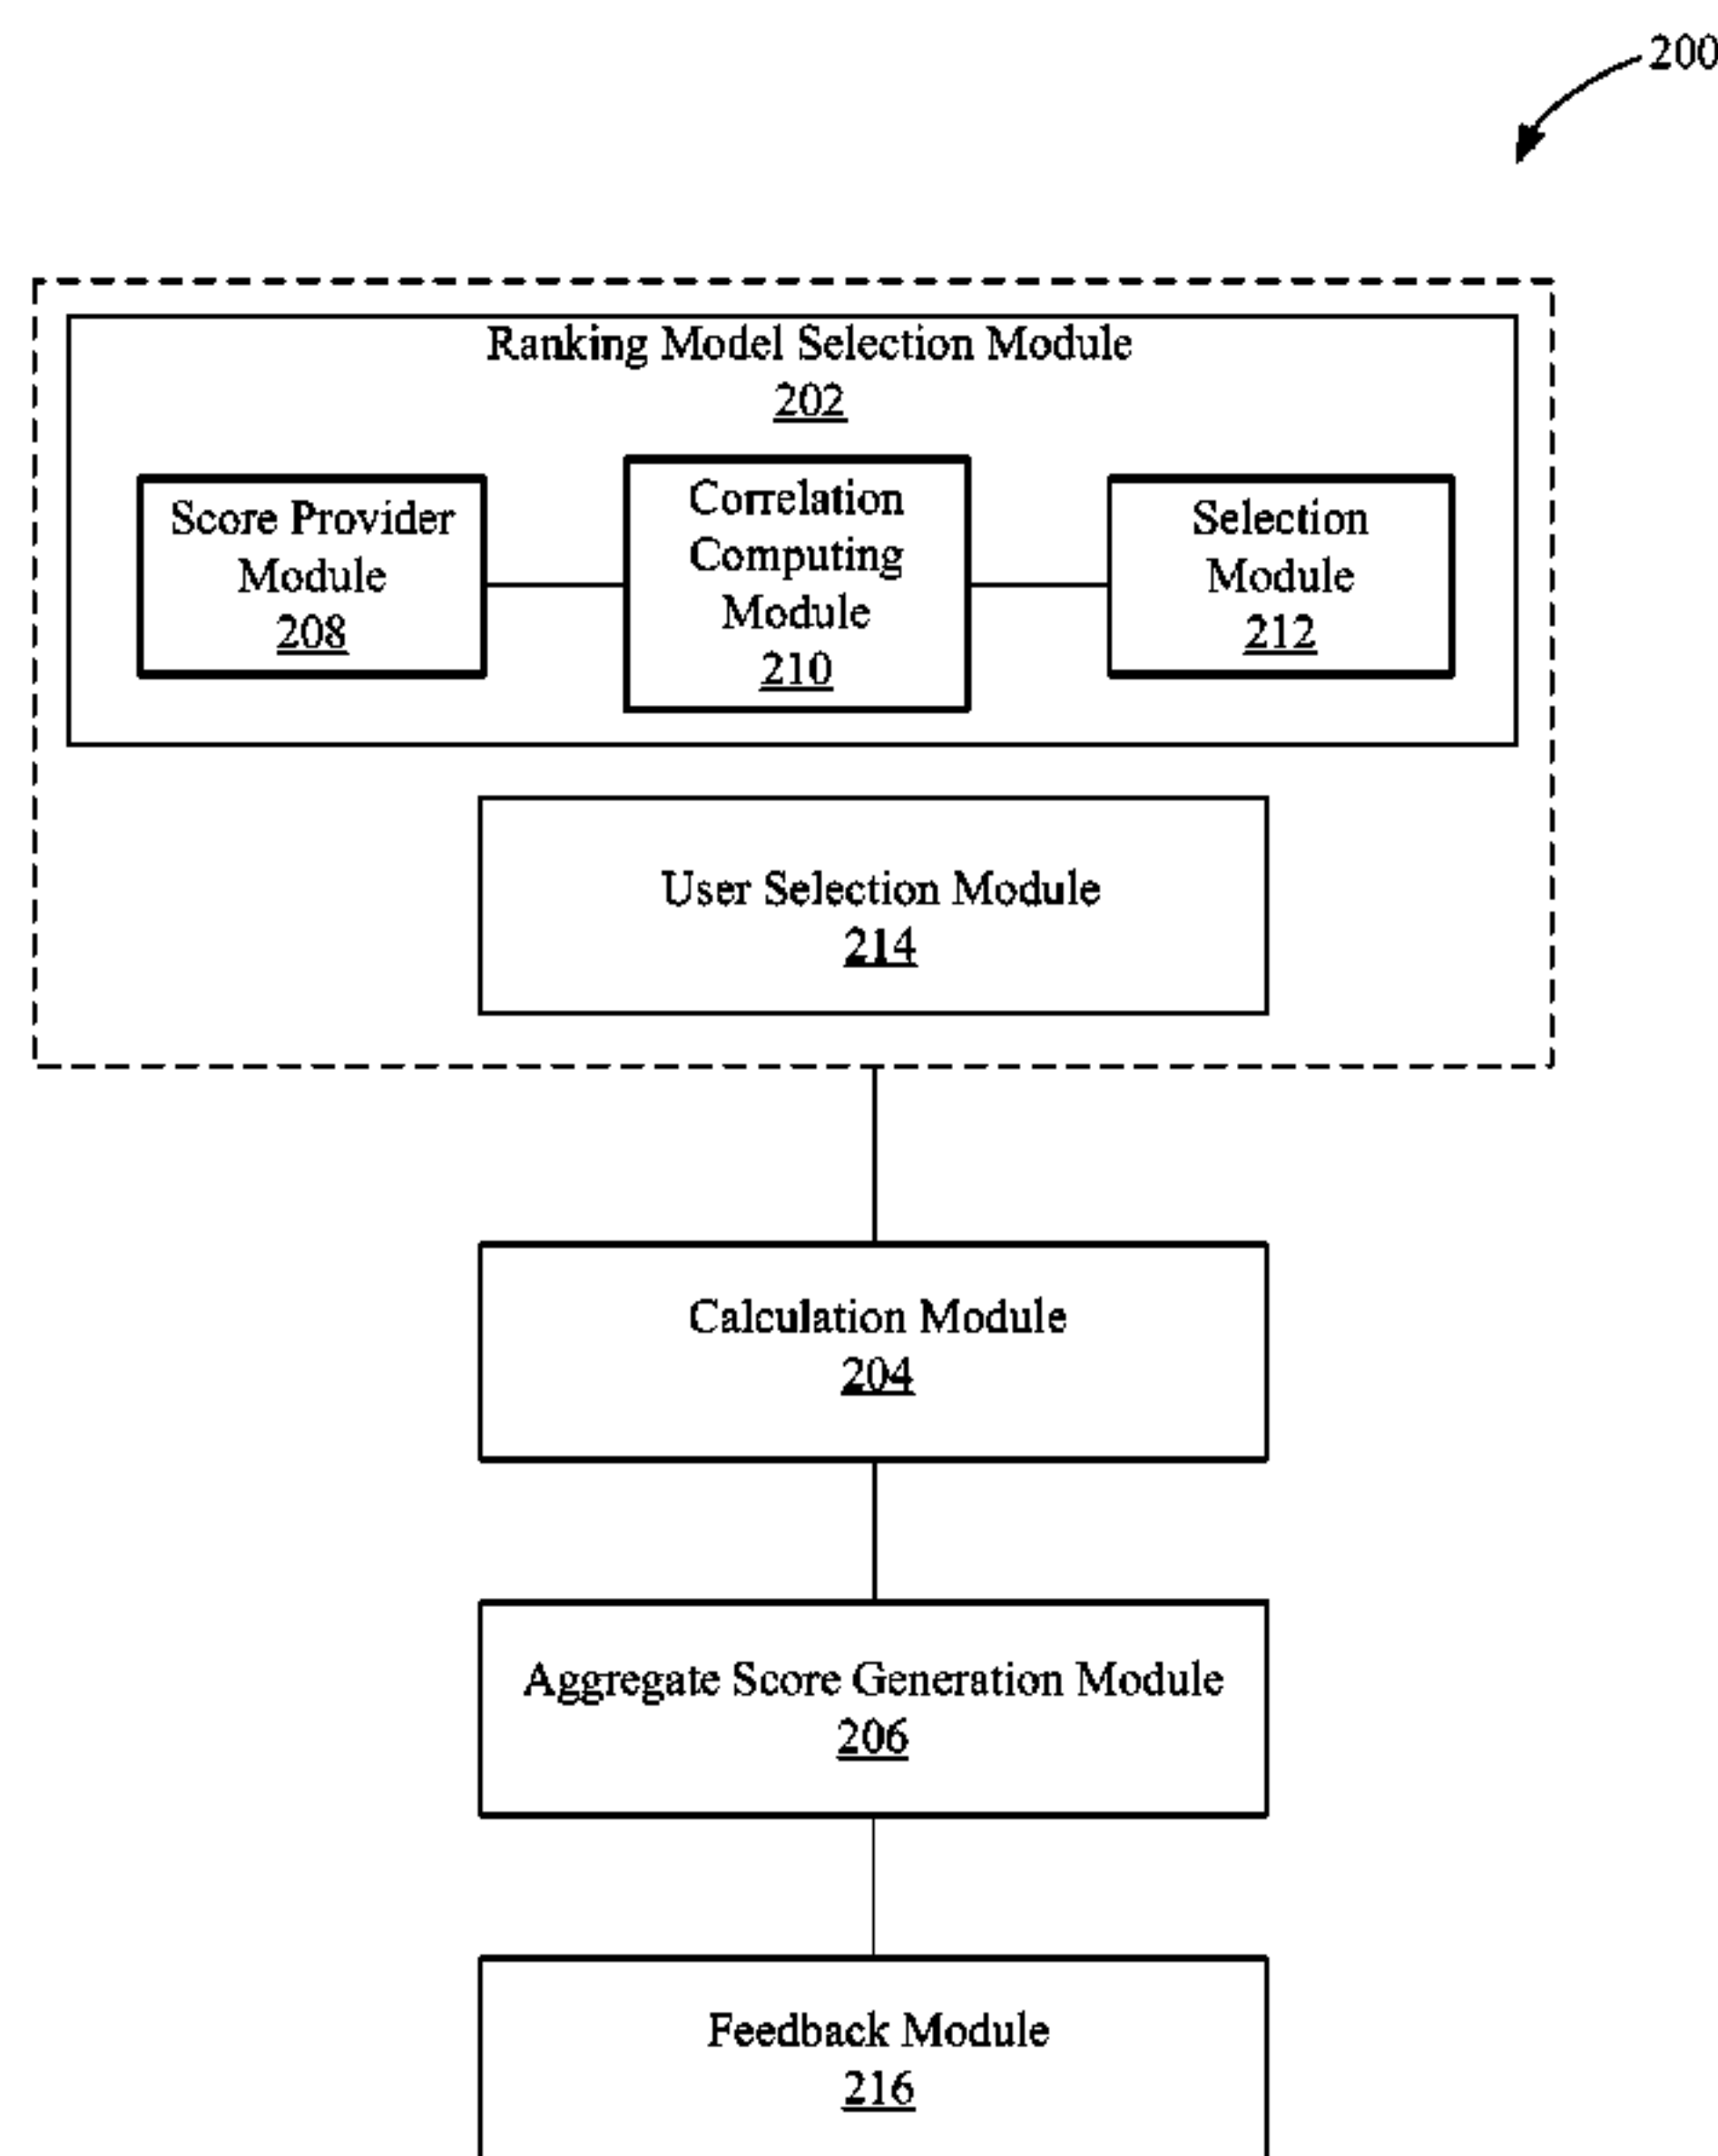 200
Ranking Model Selection Module
202
Score Provider
Module
208
Correlation
Computing
Module
210
Selection
Module
212
User Selection Module
214
Calculation Module
204
Aggregate Score Generation Module
206
Feedback Module
216